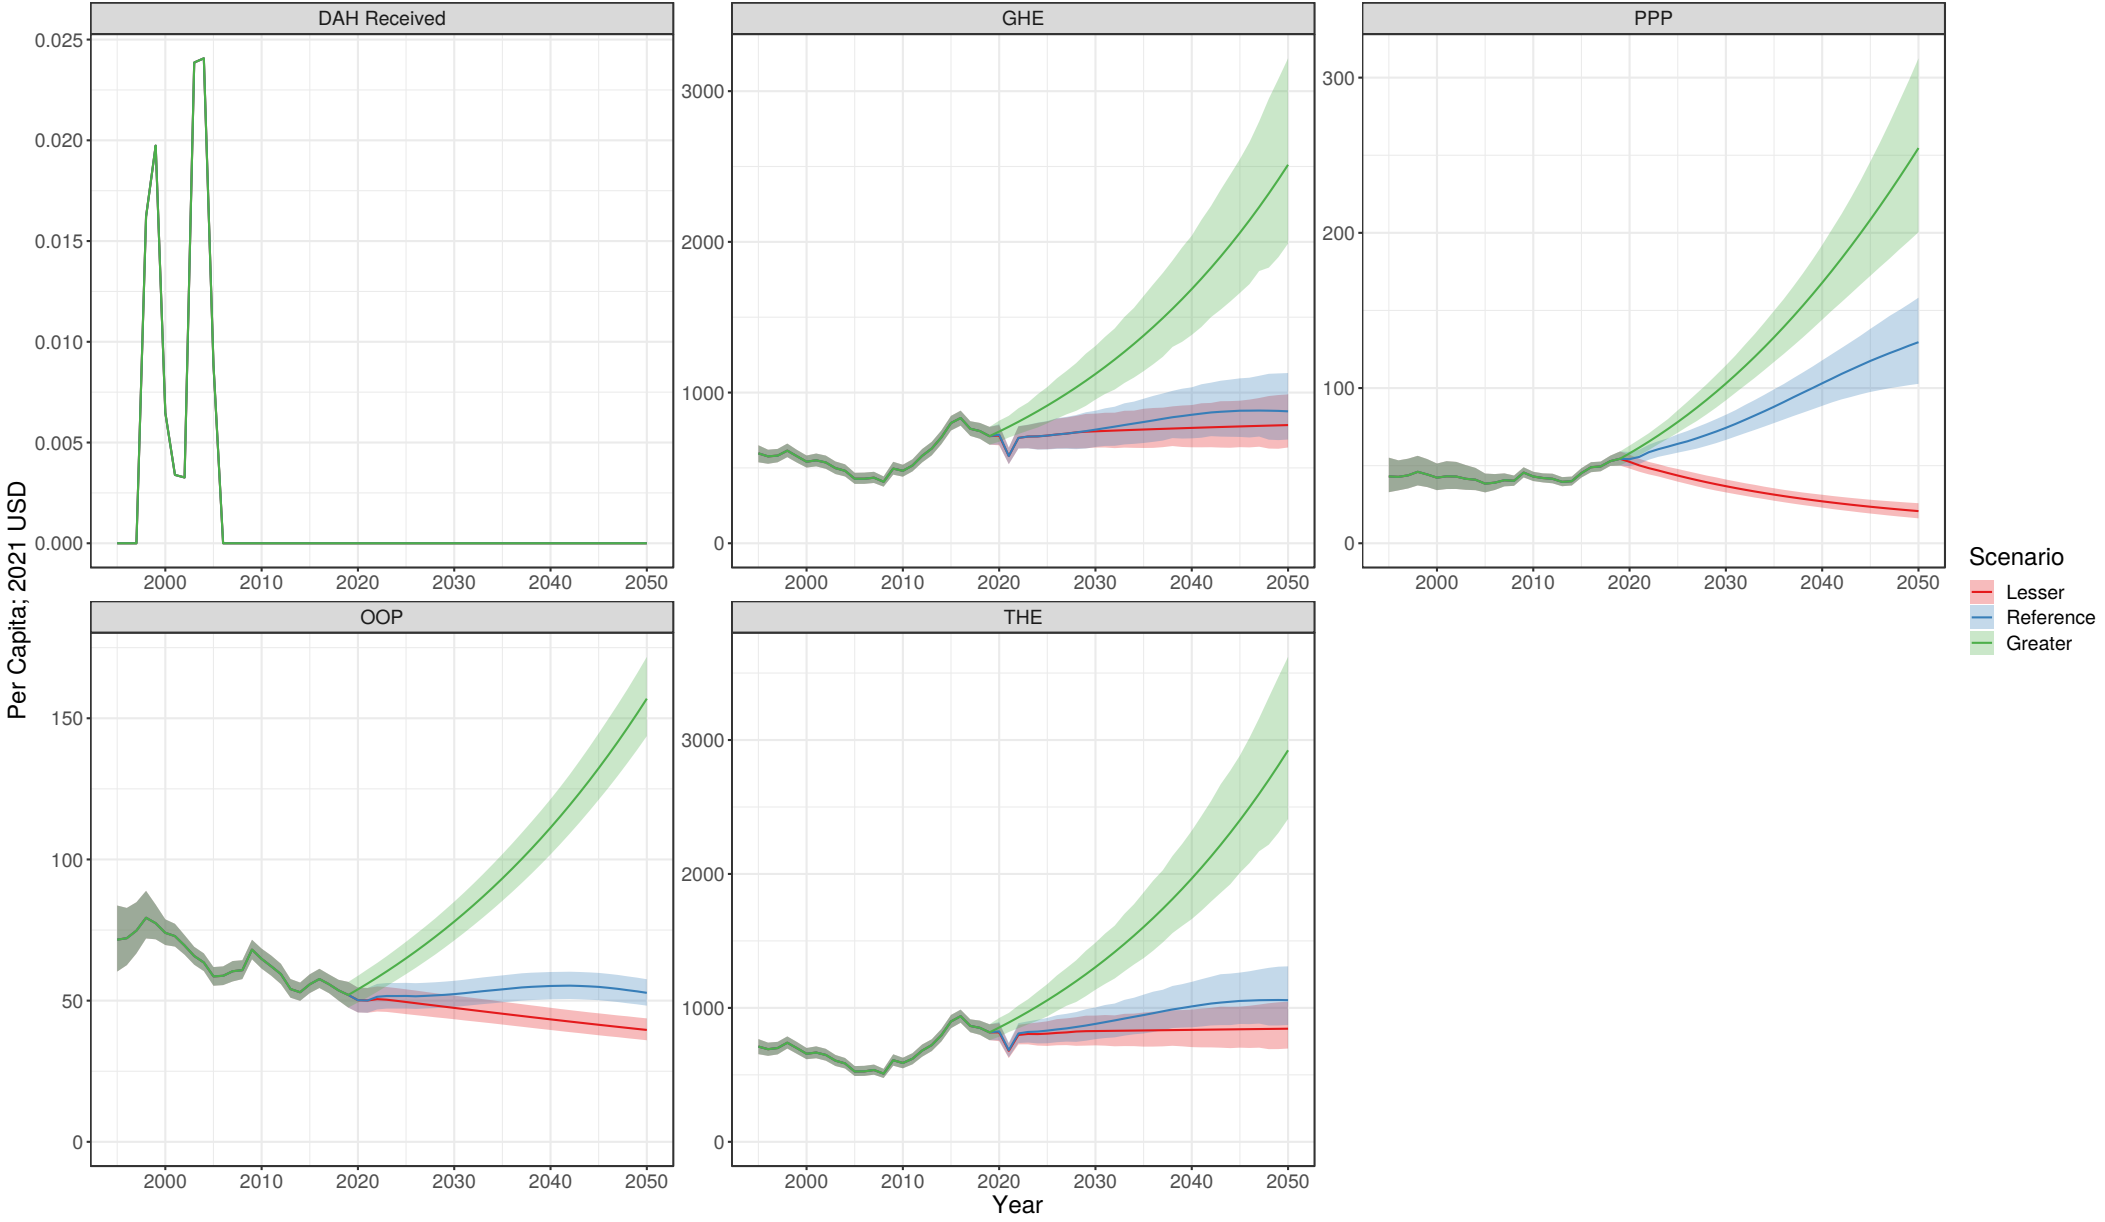 DAH Received
GHE
PPP
0.025
0.020
0.015
0.010
0.005
0.000
2000 2010 2020 2030 2040 2050
3000
2000
1000
0
2000 2010 2020 2030 2040 2050
300
200
100
0
2000 2010 2020 2030 2040 2050
OOP
THE
150
100
50
0
2000 2010 2020 2030 2040 2050
3000
2000
1000
0
2000 2010 2020 2030 2040 2050
Per Capita; 2021 USD
Year
Scenario
Lesser
Reference
Greater